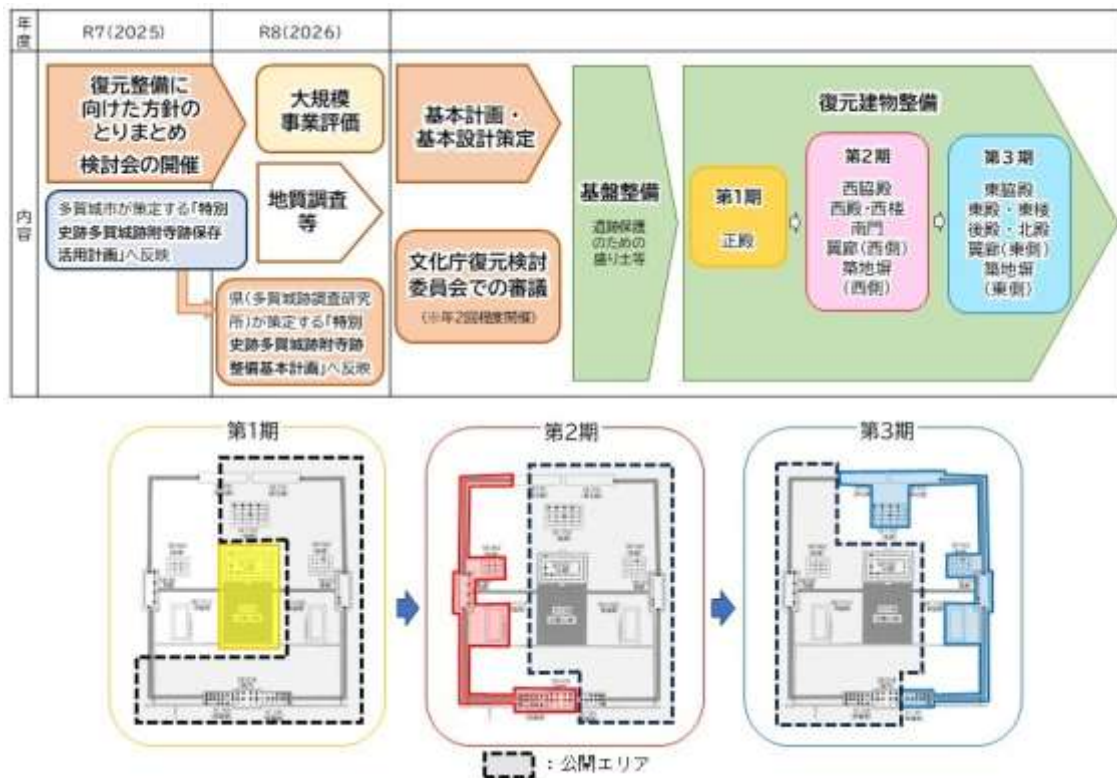 年度
R7(2025)
R8(2026)
内容
復元整備に
向けた方針の
とりまとめ
検討会の開催
多賀城市が策定する「特別
史跡多賀城跡附寺跡保存
活用計画」へ反映
大規模
事業評価
地質調査
等
県(多賀城跡調査研究
所)が策定する「特別
史跡多賀城跡附寺跡
整備基本計画」へ反映
基本計画・
基本設計策定
文化庁復元検討
委員会での審議
(※年2回程度開催)
基盤整備
遺跡保護
のための
盛り土等
復元建物整備
第1期
正殿
第2期
西脇殿
西殿・西楼
南門
翼廊(西側)
築地塀
(西側)
第3期
東脇殿
東殿・東楼
後殿・北殿
翼廊(東側)
築地塀
(東側)
第1期
第2期
第3期
：公開エリア